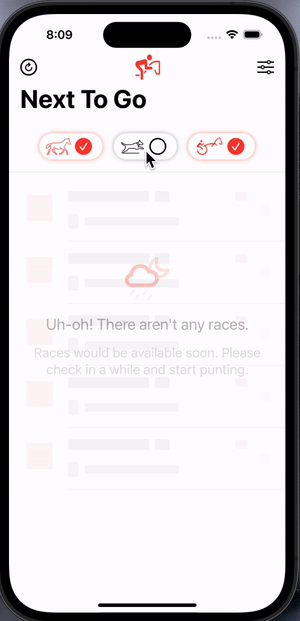 8:09
Next To Go
Uh-oh! There aren't any races.
Races would be available soon. Please
check in a while and start punting.